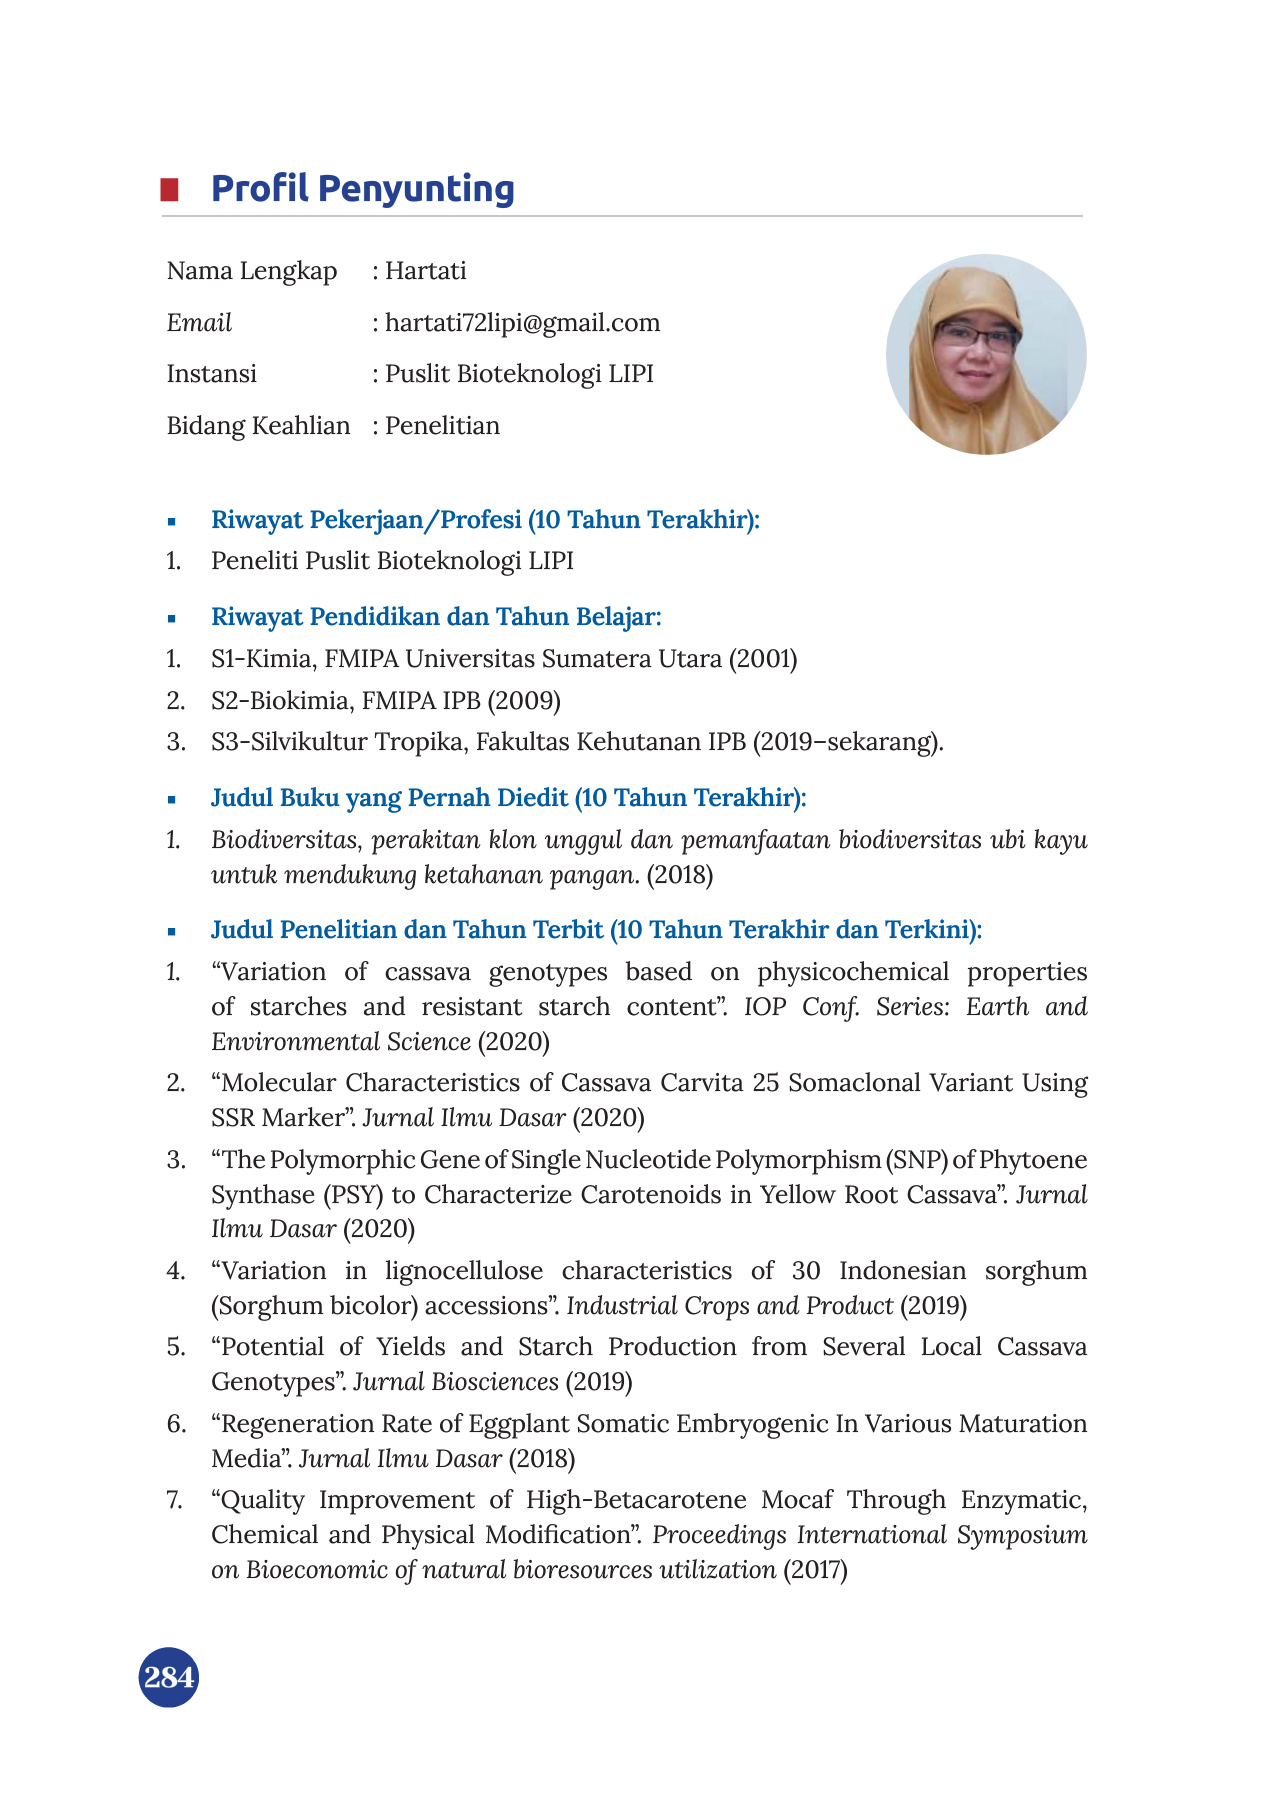 Profil Penyunting
Nama Lengkap : Hartati
Email : hartati72lipi@gmail.com
Instansi : Puslit Bioteknologi LIPI
Bidang Keahlian : Penelitian
▪ Riwayat Pekerjaan/Profesi (10 Tahun Terakhir):
1. Peneliti Puslit Bioteknologi LIPI
▪ Riwayat Pendidikan dan Tahun Belajar:
1. S1-Kimia, FMIPA Universitas Sumatera Utara (2001)
2. S2-Biokimia, FMIPA IPB (2009)
3. S3-Silvikultur Tropika, Fakultas Kehutanan IPB (2019–sekarang).
▪ Judul Buku yang Pernah Diedit (10 Tahun Terakhir):
1. Biodiversitas, perakitan klon unggul dan pemanfaatan biodiversitas ubi kayu
untuk mendukung ketahanan pangan. (2018)
▪ Judul Penelitian dan Tahun Terbit (10 Tahun Terakhir dan Terkini):
1. “Variation of cassava genotypes based on physicochemical properties
of starches and resistant starch content”. IOP Conf. Series: Earth and
Environmental Science (2020)
2. “Molecular Characteristics of Cassava Carvita 25 Somaclonal Variant Using
SSR Marker”. Jurnal Ilmu Dasar (2020)
3. “The Polymorphic Gene of Single Nucleotide Polymorphism (SNP) of Phytoene
Synthase (PSY) to Characterize Carotenoids in Yellow Root Cassava”. Jurnal
Ilmu Dasar (2020)
4. “Variation in lignocellulose characteristics of 30 Indonesian sorghum
(Sorghum bicolor) accessions”. Industrial Crops and Product (2019)
5. “Potential of Yields and Starch Production from Several Local Cassava
Genotypes”. Jurnal Biosciences (2019)
6. “Regeneration Rate of Eggplant Somatic Embryogenic In Various Maturation
Media”. Jurnal Ilmu Dasar (2018)
7. “Quality Improvement of High-Betacarotene Mocaf Through Enzymatic,
Chemical and Physical Modification”. Proceedings International Symposium
on Bioeconomic of natural bioresources utilization (2017)
284